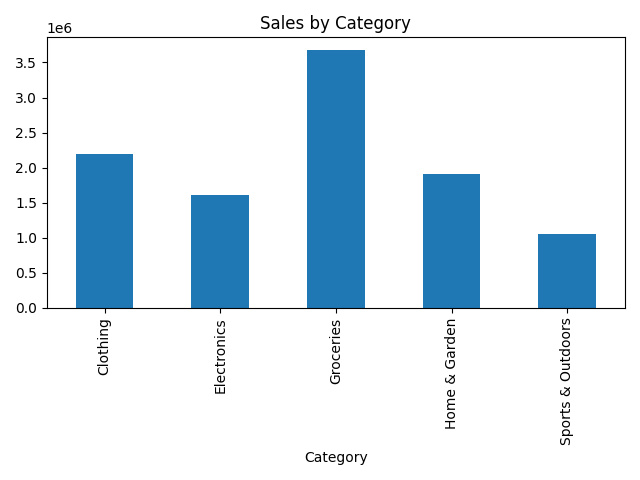 Sales by Category
1e6
3.5
3.0
2.5
2.0
1.5
1.0
0.5
0.0
Clothing
Electronics
Groceries
Home & Garden
Sports & Outdoors
Category